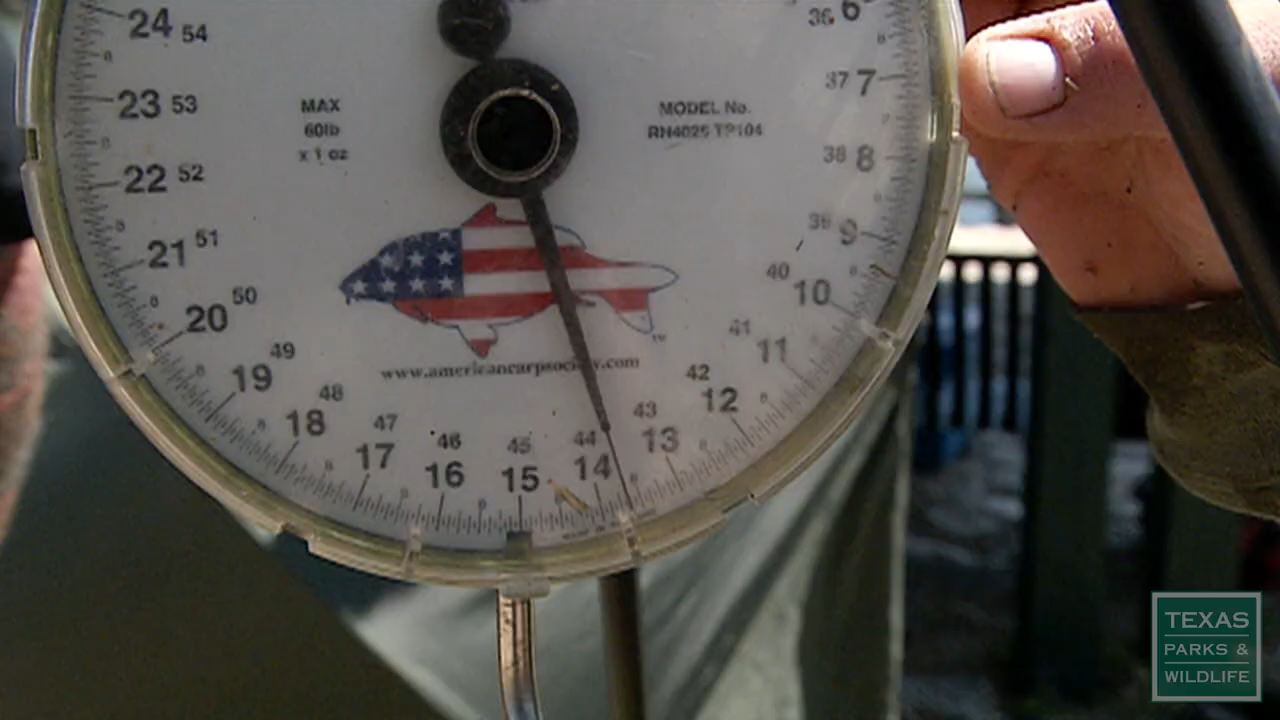 24 54
36 6
23 53
MAX
60lb
x 1 oz
MODEL No.
RH4025 TP104
37 7
22 52
38 8
21 51
39 9
20 50
40 10
www.americancarpsociety.com
TM
19 49
41 11
18 48
42 12
17 47
43 13
16 46
45 15
44 14
8
TEXAS
PARKS &
WILDLIFE